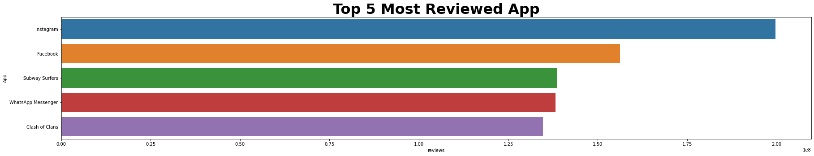 Top 5 Most Reviewed App
Instagram
Facebook
Subway Surfers
WhatsApp Messenger
Clash of Clans
App
0.00 0.25 0.50 0.75 1.00 1.25 1.50 1.75 2.00
reviews
1e8